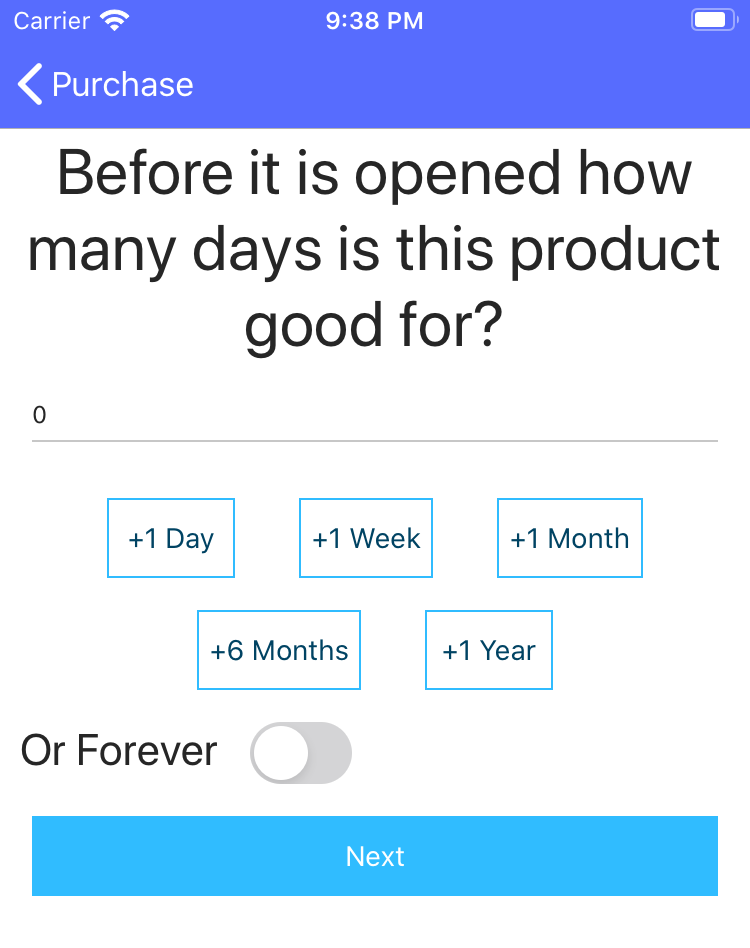 Carrier 9:38 PM
Purchase
Before it is opened how
many days is this product
good for?
0
+1 Day +1 Week +1 Month
+6 Months +1 Year
Or Forever
Next